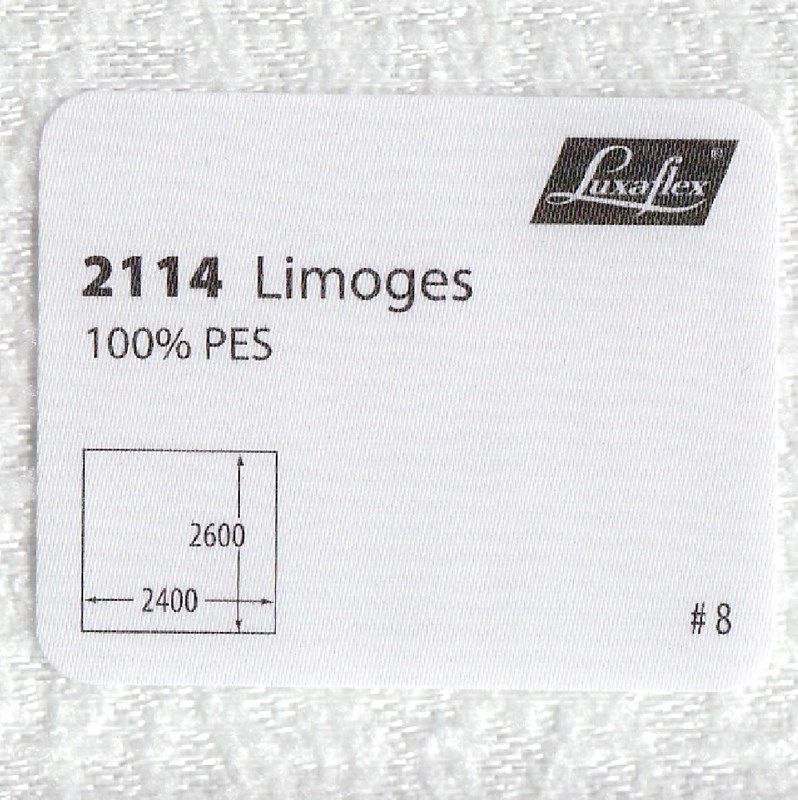 Luxaflex®
2114 Limoges
100% PES
2600
2400
# 8